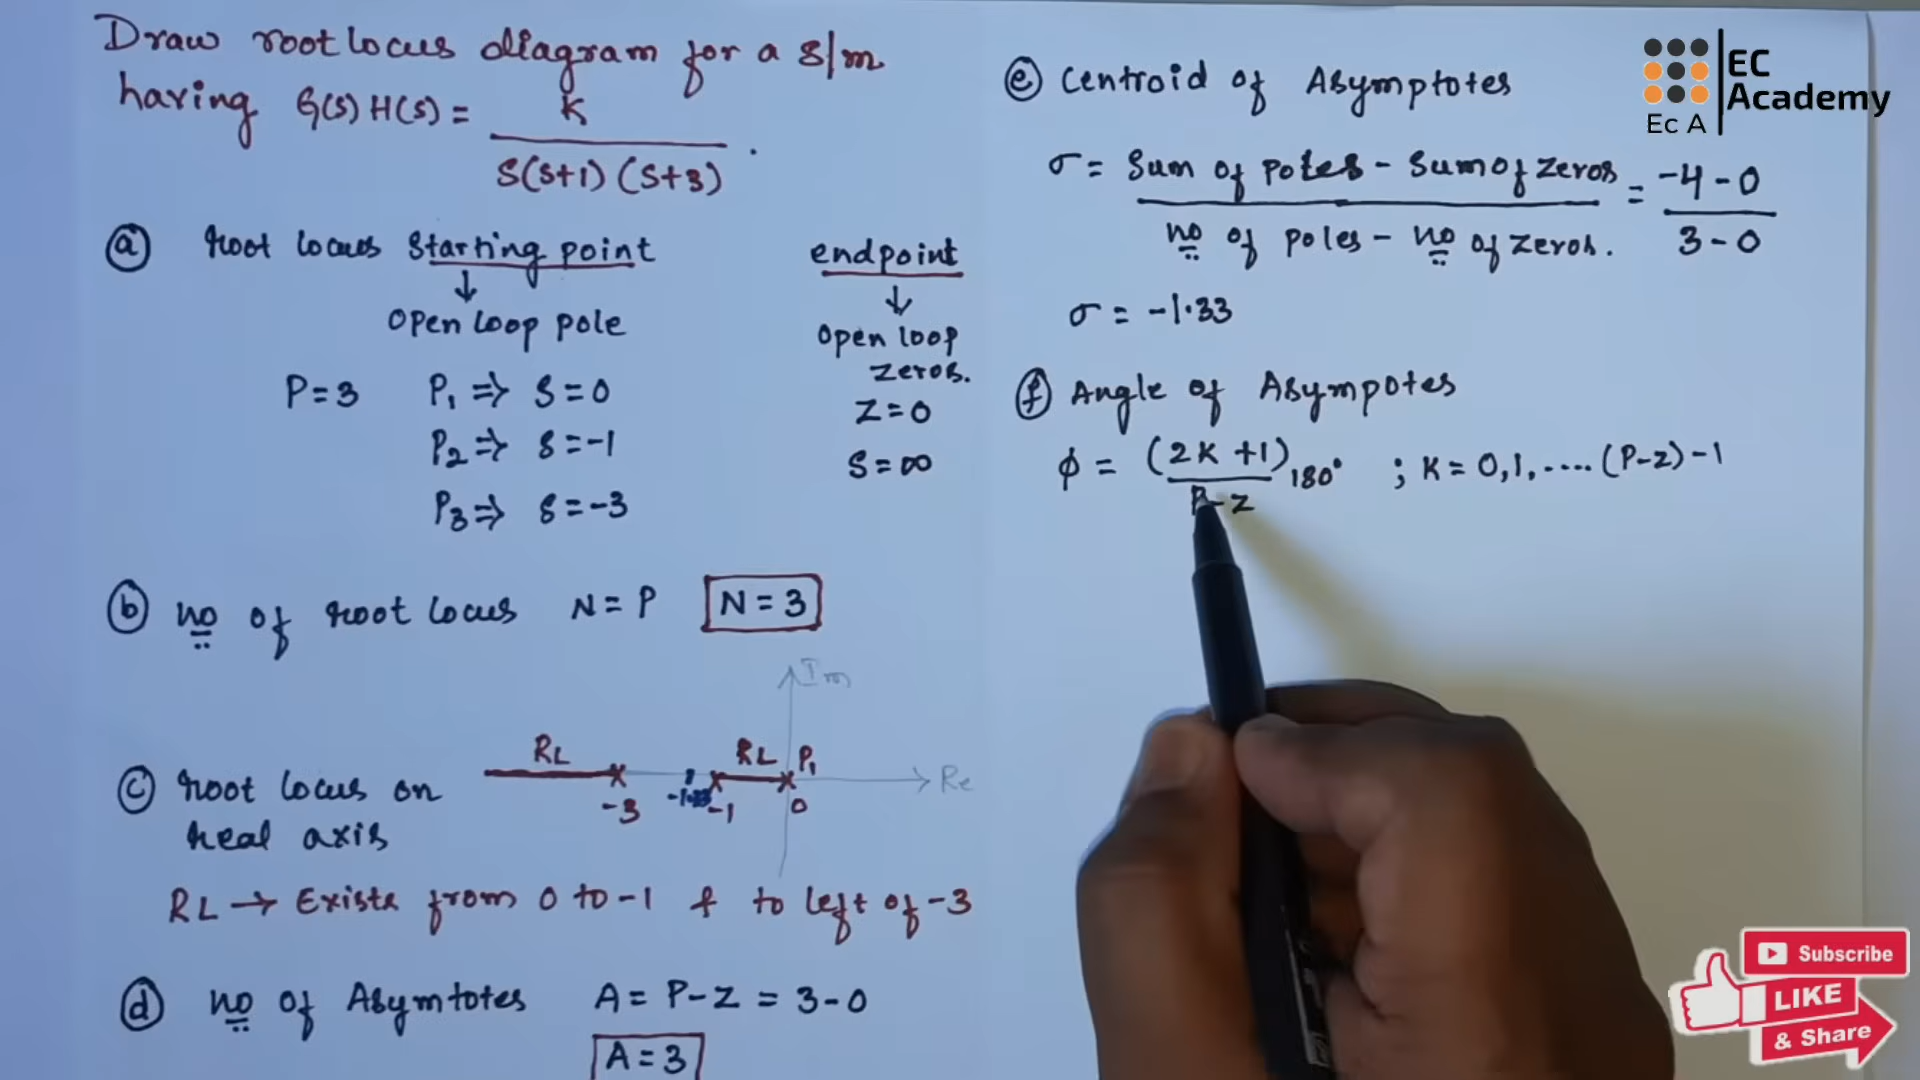 Draw root locus diagram for a S/m
having G(s) H(s) = K / S(S+1) (S+3) .
ⓐ root locus Starting point
↓
open loop pole
P=3 P₁ => S=0
P₂ => S=-1
P₃ => S=-3
endpoint
↓
open loop
zeros.
Z=0
S=∞
ⓑ no of root locus N=P N=3
Im
ⓒ root locus on
real axis
RL RL P₁
Re
-3 -1.33 -1 0
RL → Exists from 0 to -1 & to left of -3
ⓓ no of Asymtotes A= P-Z = 3-0
A=3
ⓔ Centroid of Asymptotes
σ = Sum of poles - Sum of zeros / no of poles - no of zeros. = -4-0 / 3-0
σ = -1.33
ⓕ Angle of Asympotes
ϕ = (2K+1) / P-Z 180° ; K= 0,1,....(P-Z)-1
EC
Academy
Ec A
Subscribe
LIKE
& Share